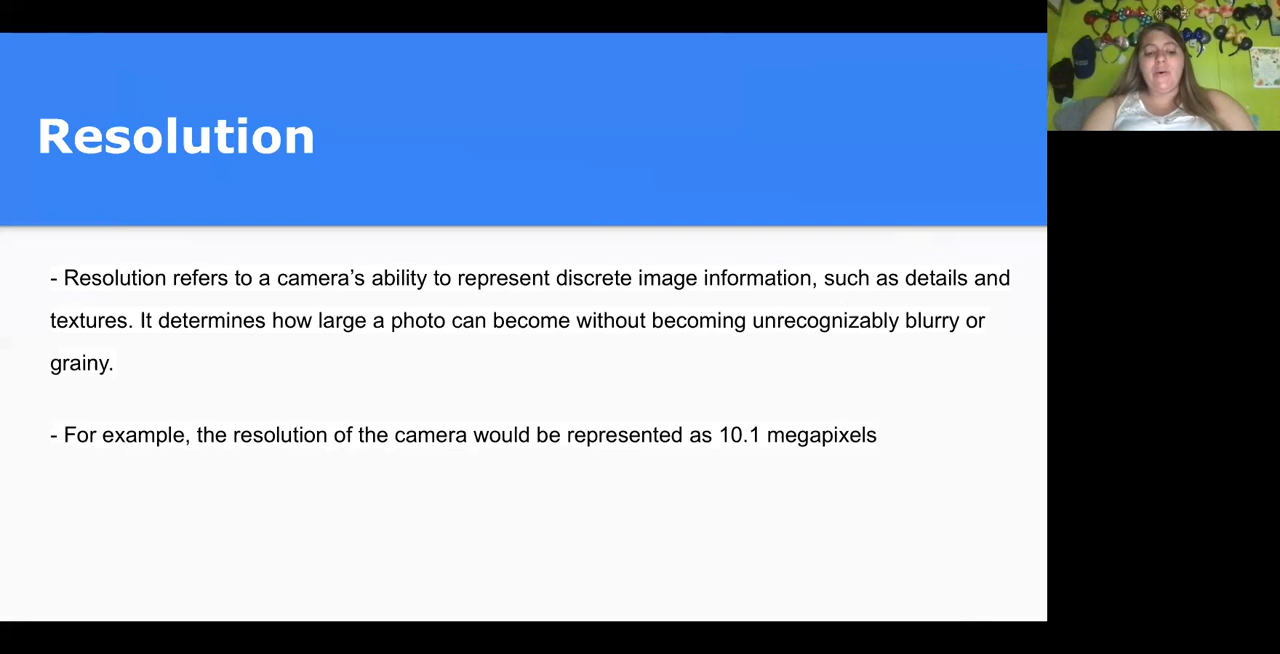 Resolution
- Resolution refers to a camera’s ability to represent discrete image information, such as details and
textures. It determines how large a photo can become without becoming unrecognizably blurry or
grainy.
- For example, the resolution of the camera would be represented as 10.1 megapixels